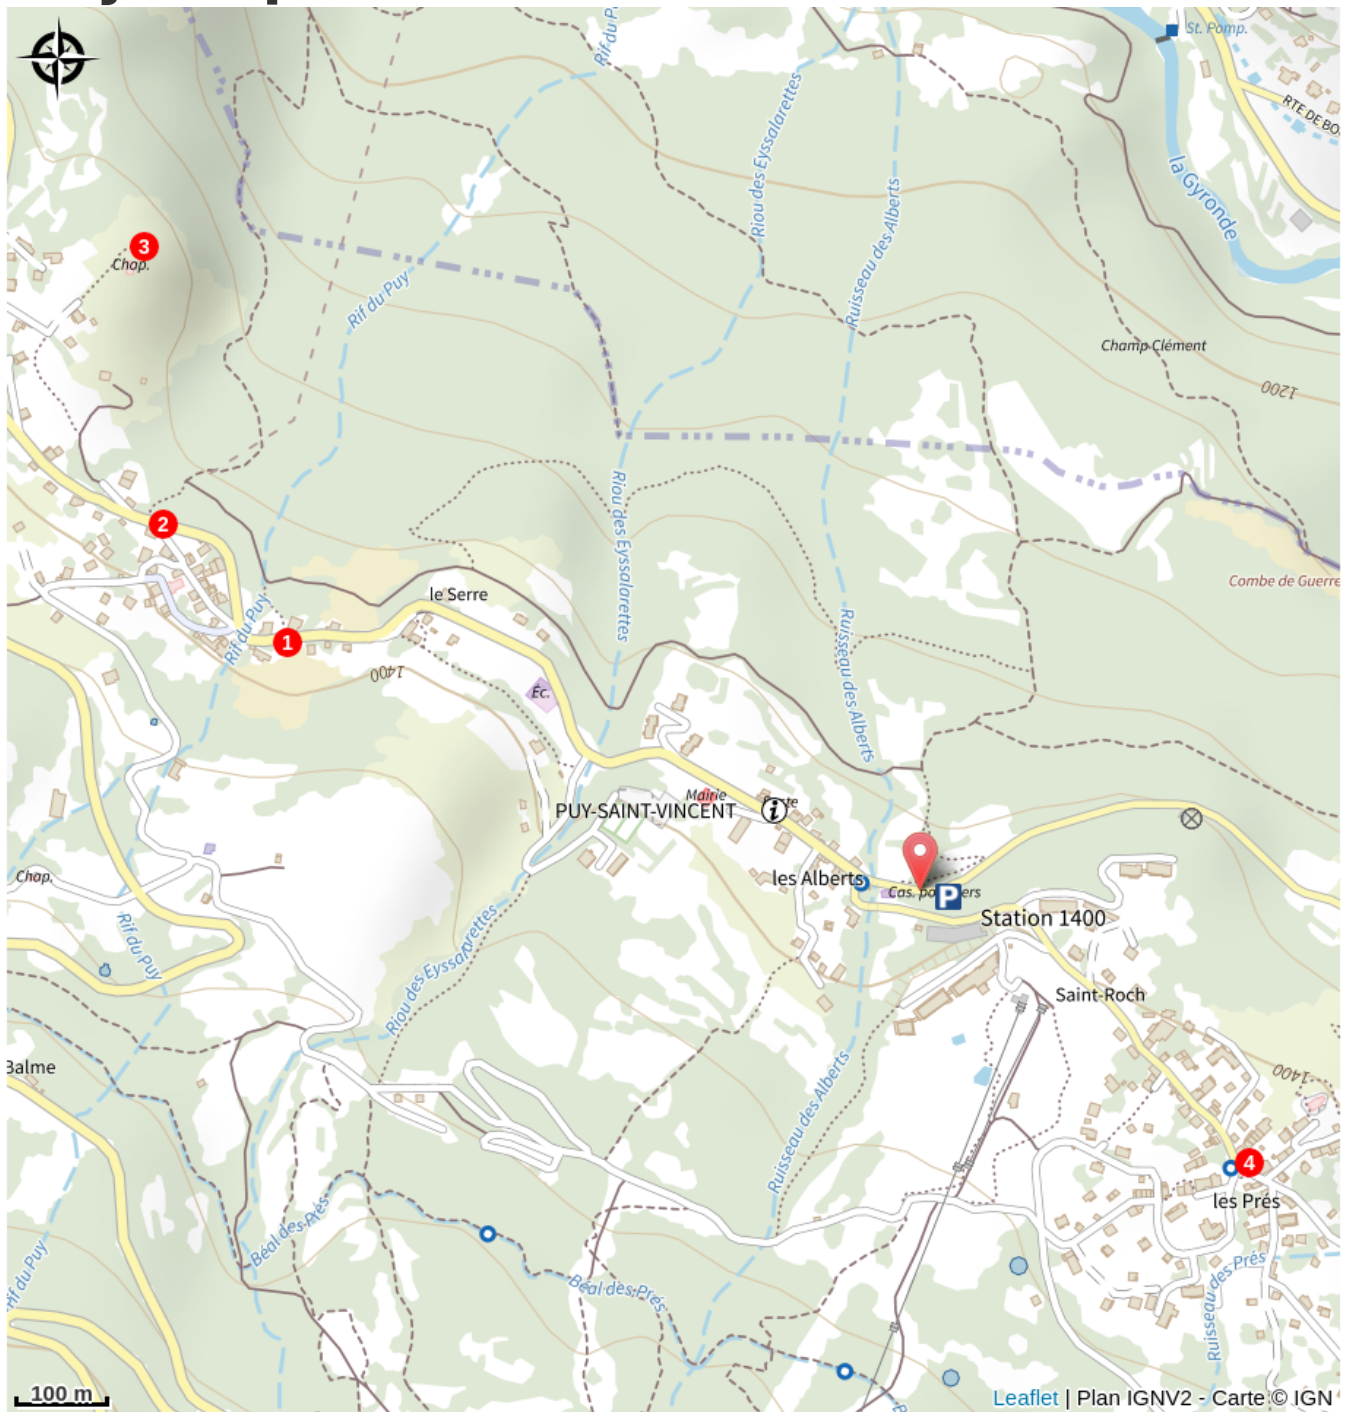 St. Pomp.
RTE DE BO
Rif du P
Riou des Eyssalarettes
Ruisseau des Alberts
la Gyronde
3
Chap.
Rif du Puy
Champ Clément
1200
2
Riou des Eyssalarettes
Combe de Guerre
le Serre
Rif du Puy
1
1400
Ruisseau des Alberts
Éc.
Mairie
PUY-SAINT-VINCENT
i
Chap.
les Alberts
Cas. po
P
ers
Station 1400
Rif du Puy
Riou des Eyssalarettes
Saint-Roch
Balme
1400
Ruisseau des Alberts
4
les Prés
Béal des Prés
Rif du Puy
Béal des Prés
Ruisseau des Prés
100 m
Leaflet | Plan IGNV2 - Carte © IGN